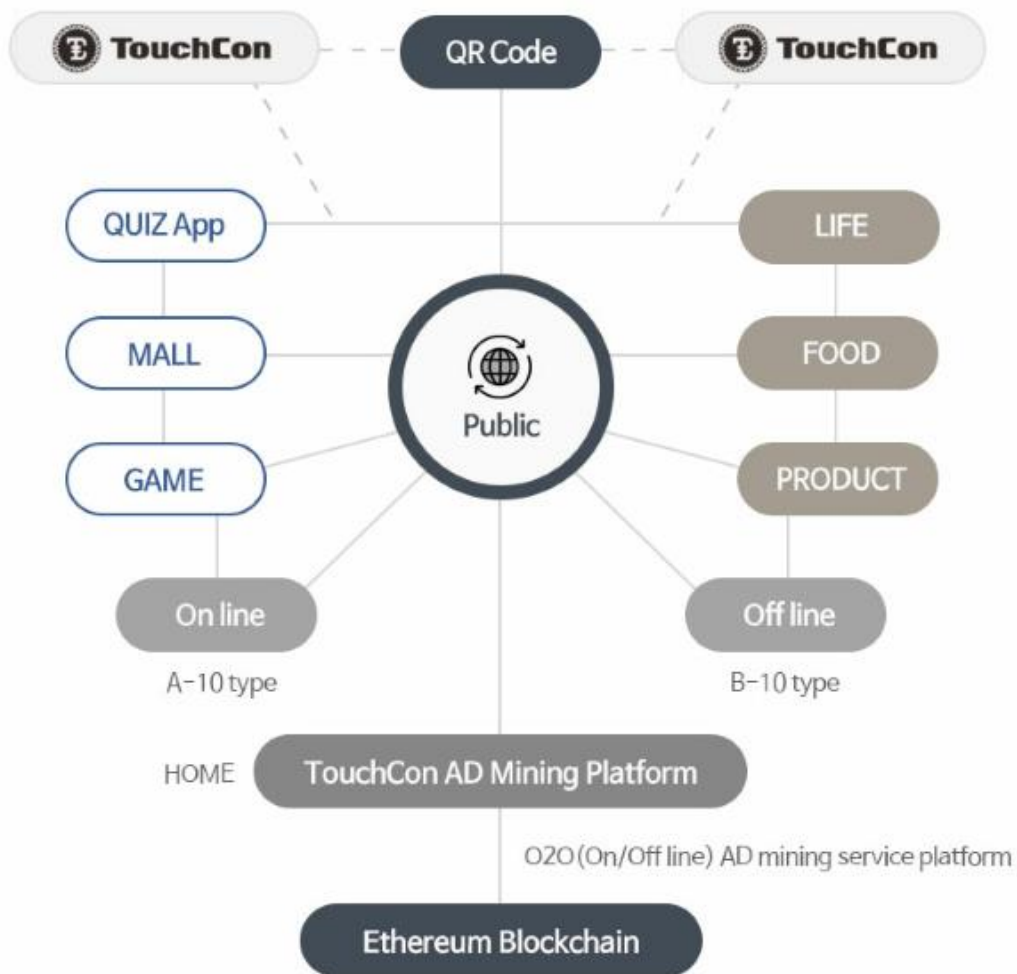 TouchCon
QR Code
TouchCon
QUIZ App
LIFE
MALL
FOOD
Public
GAME
PRODUCT
On line
Off line
A-10 type
B-10 type
HOME
TouchCon AD Mining Platform
O2O(On/Off line) AD mining service platform
Ethereum Blockchain